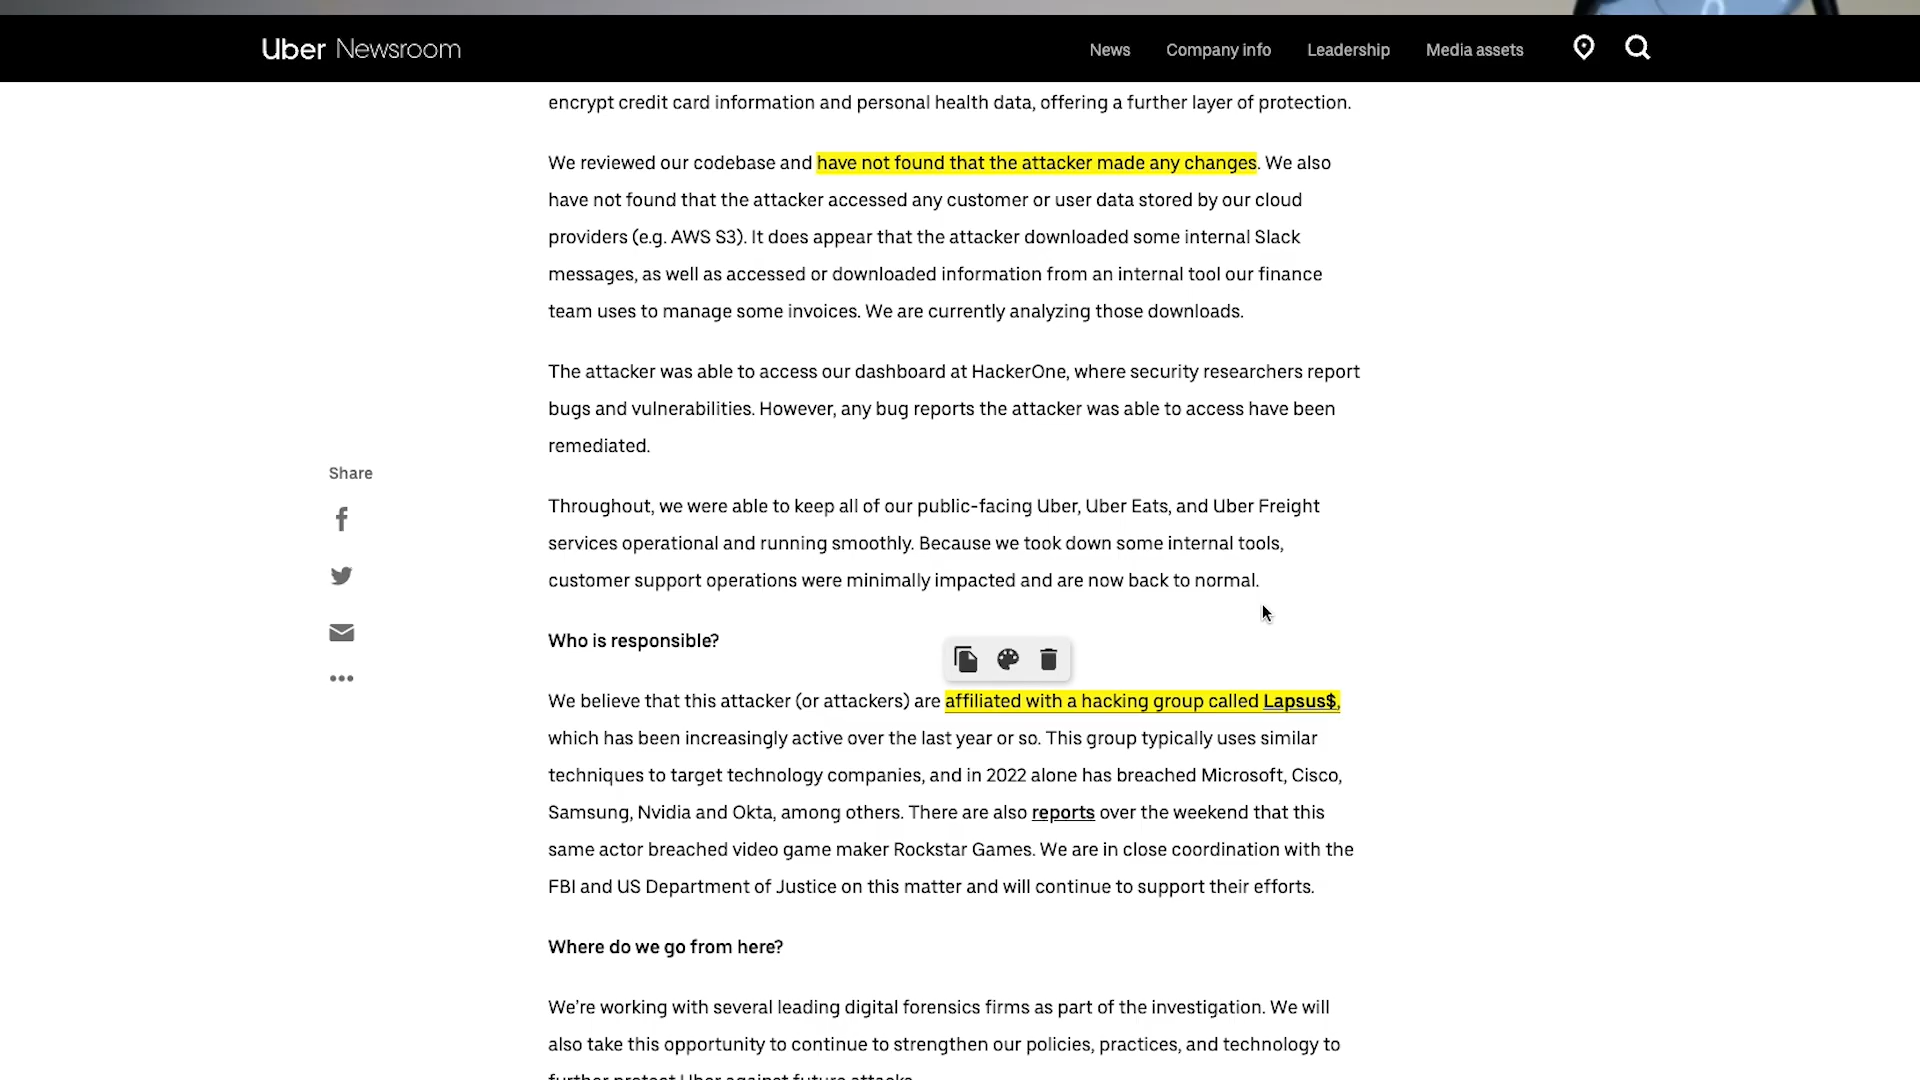 Uber Newsroom
News Company info Leadership Media assets
encrypt credit card information and personal health data, offering a further layer of protection.
We reviewed our codebase and have not found that the attacker made any changes. We also
have not found that the attacker accessed any customer or user data stored by our cloud
providers (e.g. AWS S3). It does appear that the attacker downloaded some internal Slack
messages, as well as accessed or downloaded information from an internal tool our finance
team uses to manage some invoices. We are currently analyzing those downloads.
The attacker was able to access our dashboard at HackerOne, where security researchers report
bugs and vulnerabilities. However, any bug reports the attacker was able to access have been
remediated.
Share
Throughout, we were able to keep all of our public-facing Uber, Uber Eats, and Uber Freight
services operational and running smoothly. Because we took down some internal tools,
customer support operations were minimally impacted and are now back to normal.
Who is responsible?
We believe that this attacker (or attackers) are affiliated with a hacking group called Lapsus$,
which has been increasingly active over the last year or so. This group typically uses similar
techniques to target technology companies, and in 2022 alone has breached Microsoft, Cisco,
Samsung, Nvidia and Okta, among others. There are also reports over the weekend that this
same actor breached video game maker Rockstar Games. We are in close coordination with the
FBI and US Department of Justice on this matter and will continue to support their efforts.
Where do we go from here?
We're working with several leading digital forensics firms as part of the investigation. We will
also take this opportunity to continue to strengthen our policies, practices, and technology to
further protect Uber against future attacks.